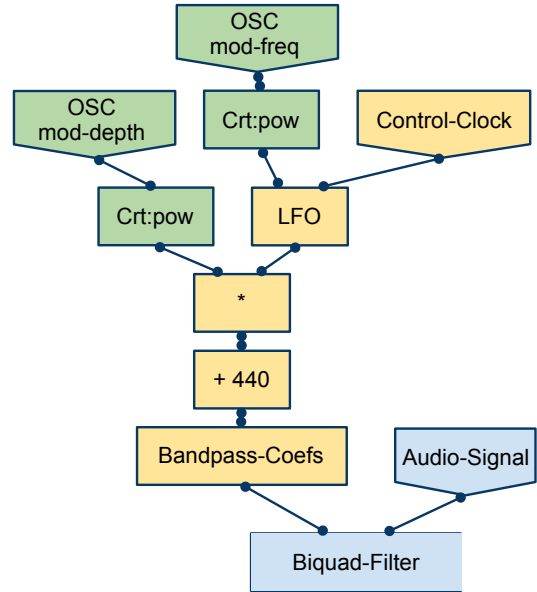 OSC
mod-freq
OSC
mod-depth
Crt:pow
Control-Clock
Crt:pow
LFO
*
+ 440
Bandpass-Coefs
Audio-Signal
Biquad-Filter